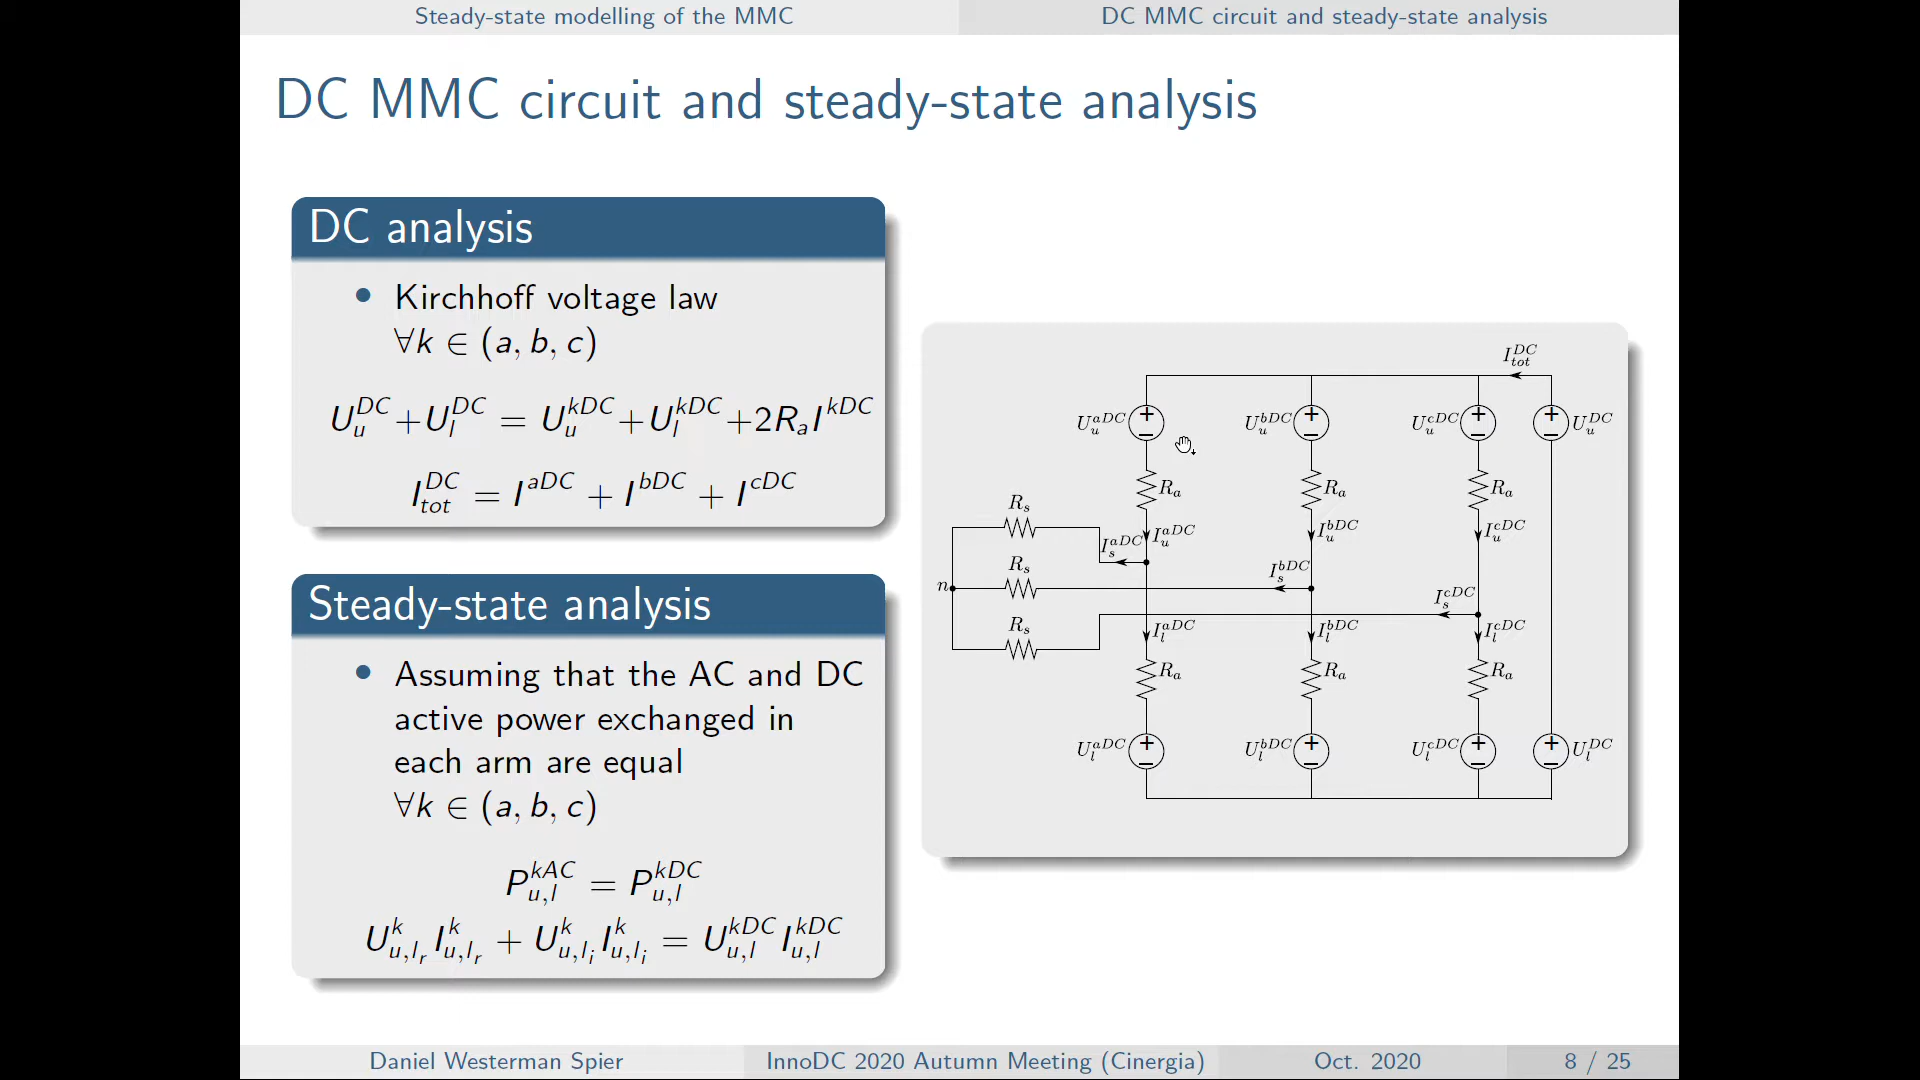 Steady-state modelling of the MMC
DC MMC circuit and steady-state analysis
DC MMC circuit and steady-state analysis
DC analysis
• Kirchhoff voltage law
∀k ∈ (a, b, c)
U_u^{DC}+U_l^{DC} = U_u^{kDC}+U_l^{kDC}+2R_aI^{kDC}
I_{tot}^{DC} = I^{aDC} + I^{bDC} + I^{cDC}
Steady-state analysis
• Assuming that the AC and DC
active power exchanged in
each arm are equal
∀k ∈ (a, b, c)
P_{u,l}^{kAC} = P_{u,l}^{kDC}
U_{u,l_r}^{k} I_{u,l_r}^{k} + U_{u,l_i}^{k} I_{u,l_i}^{k} = U_{u,l}^{kDC} I_{u,l}^{kDC}
I_{tot}^{DC}
U_u^{aDC} + − U_u^{bDC} + − U_u^{cDC} + − + − U_u^{DC}
R_a R_a R_a
R_s
I_s^{aDC} I_u^{aDC} I_u^{bDC} I_u^{cDC}
R_s I_s^{bDC}
n
I_s^{cDC}
R_s I_l^{aDC} I_l^{bDC} I_l^{cDC}
R_a R_a R_a
U_l^{aDC} + − U_l^{bDC} + − U_l^{cDC} + − + − U_l^{DC}
Daniel Westerman Spier
InnoDC 2020 Autumn Meeting (Cinergia)
Oct. 2020
8 / 25